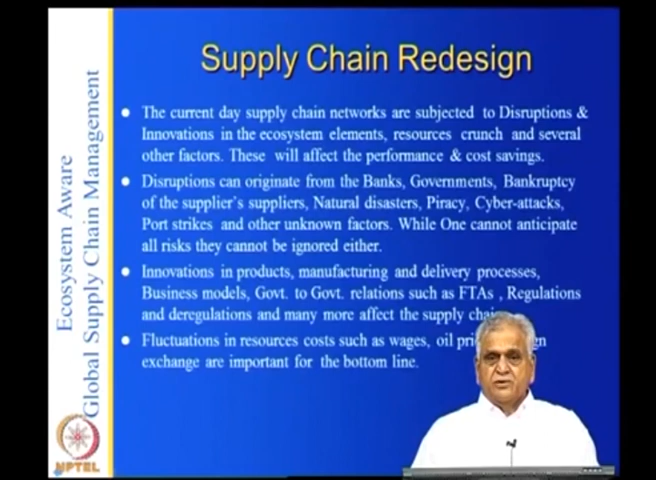 Supply Chain Redesign
The current day supply chain networks are subjected to Disruptions &
Innovations in the ecosystem elements, resources crunch and several
other factors. These will affect the performance & cost savings.
Disruptions can originate from the Banks, Governments, Bankruptcy
of the supplier's suppliers, Natural disasters, Piracy, Cyber-attacks,
Port strikes and other unknown factors. While One cannot anticipate
all risks they cannot be ignored either.
Innovations in products, manufacturing and delivery processes,
Business models, Govt. to Govt. relations such as FTAs , Regulations
and deregulations and many more affect the supply
Fluctuations in resources costs such as wages, oil
exchange are important for the bottom line.
Ecosystem Aware
Global Supply Chain Management
NPTEL